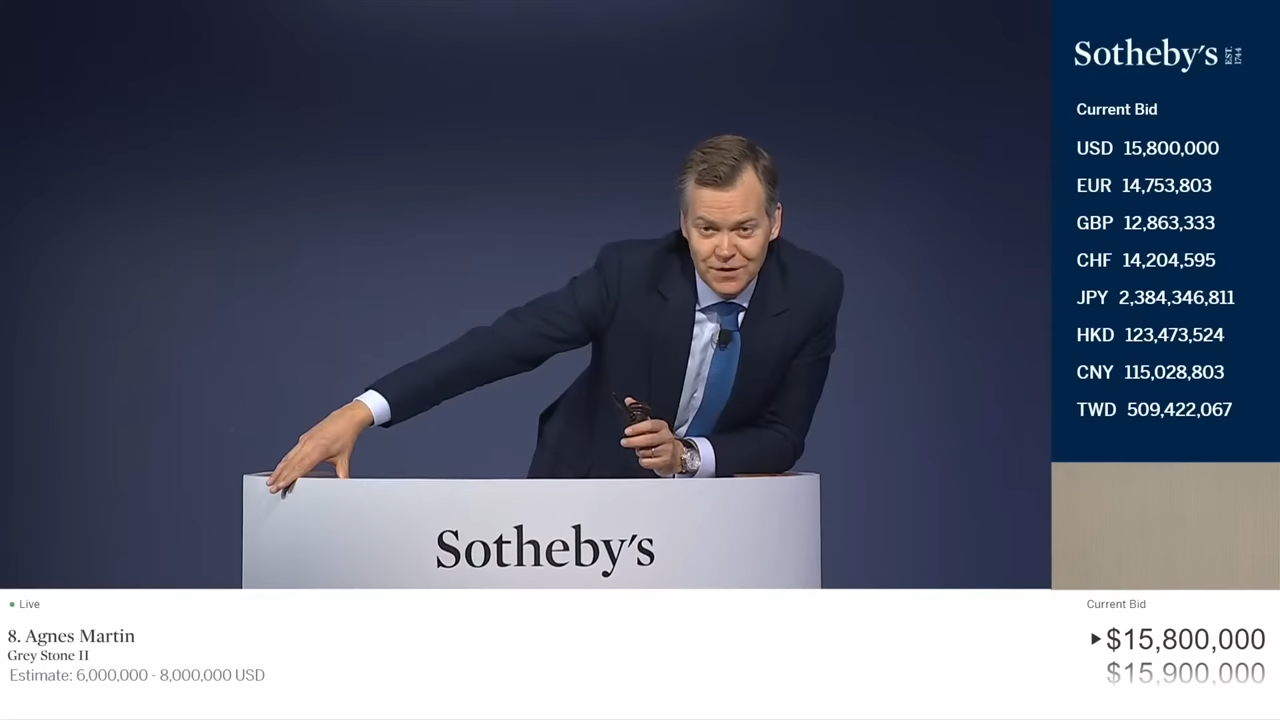 Sotheby's EST. 1744
Current Bid
USD 15,800,000
EUR 14,753,803
GBP 12,863,333
CHF 14,204,595
JPY 2,384,346,811
HKD 123,473,524
CNY 115,028,803
TWD 509,422,067
Sotheby's
Live
8. Agnes Martin
Grey Stone II
Estimate: 6,000,000 - 8,000,000 USD
Current Bid
$15,800,000
$15,900,000